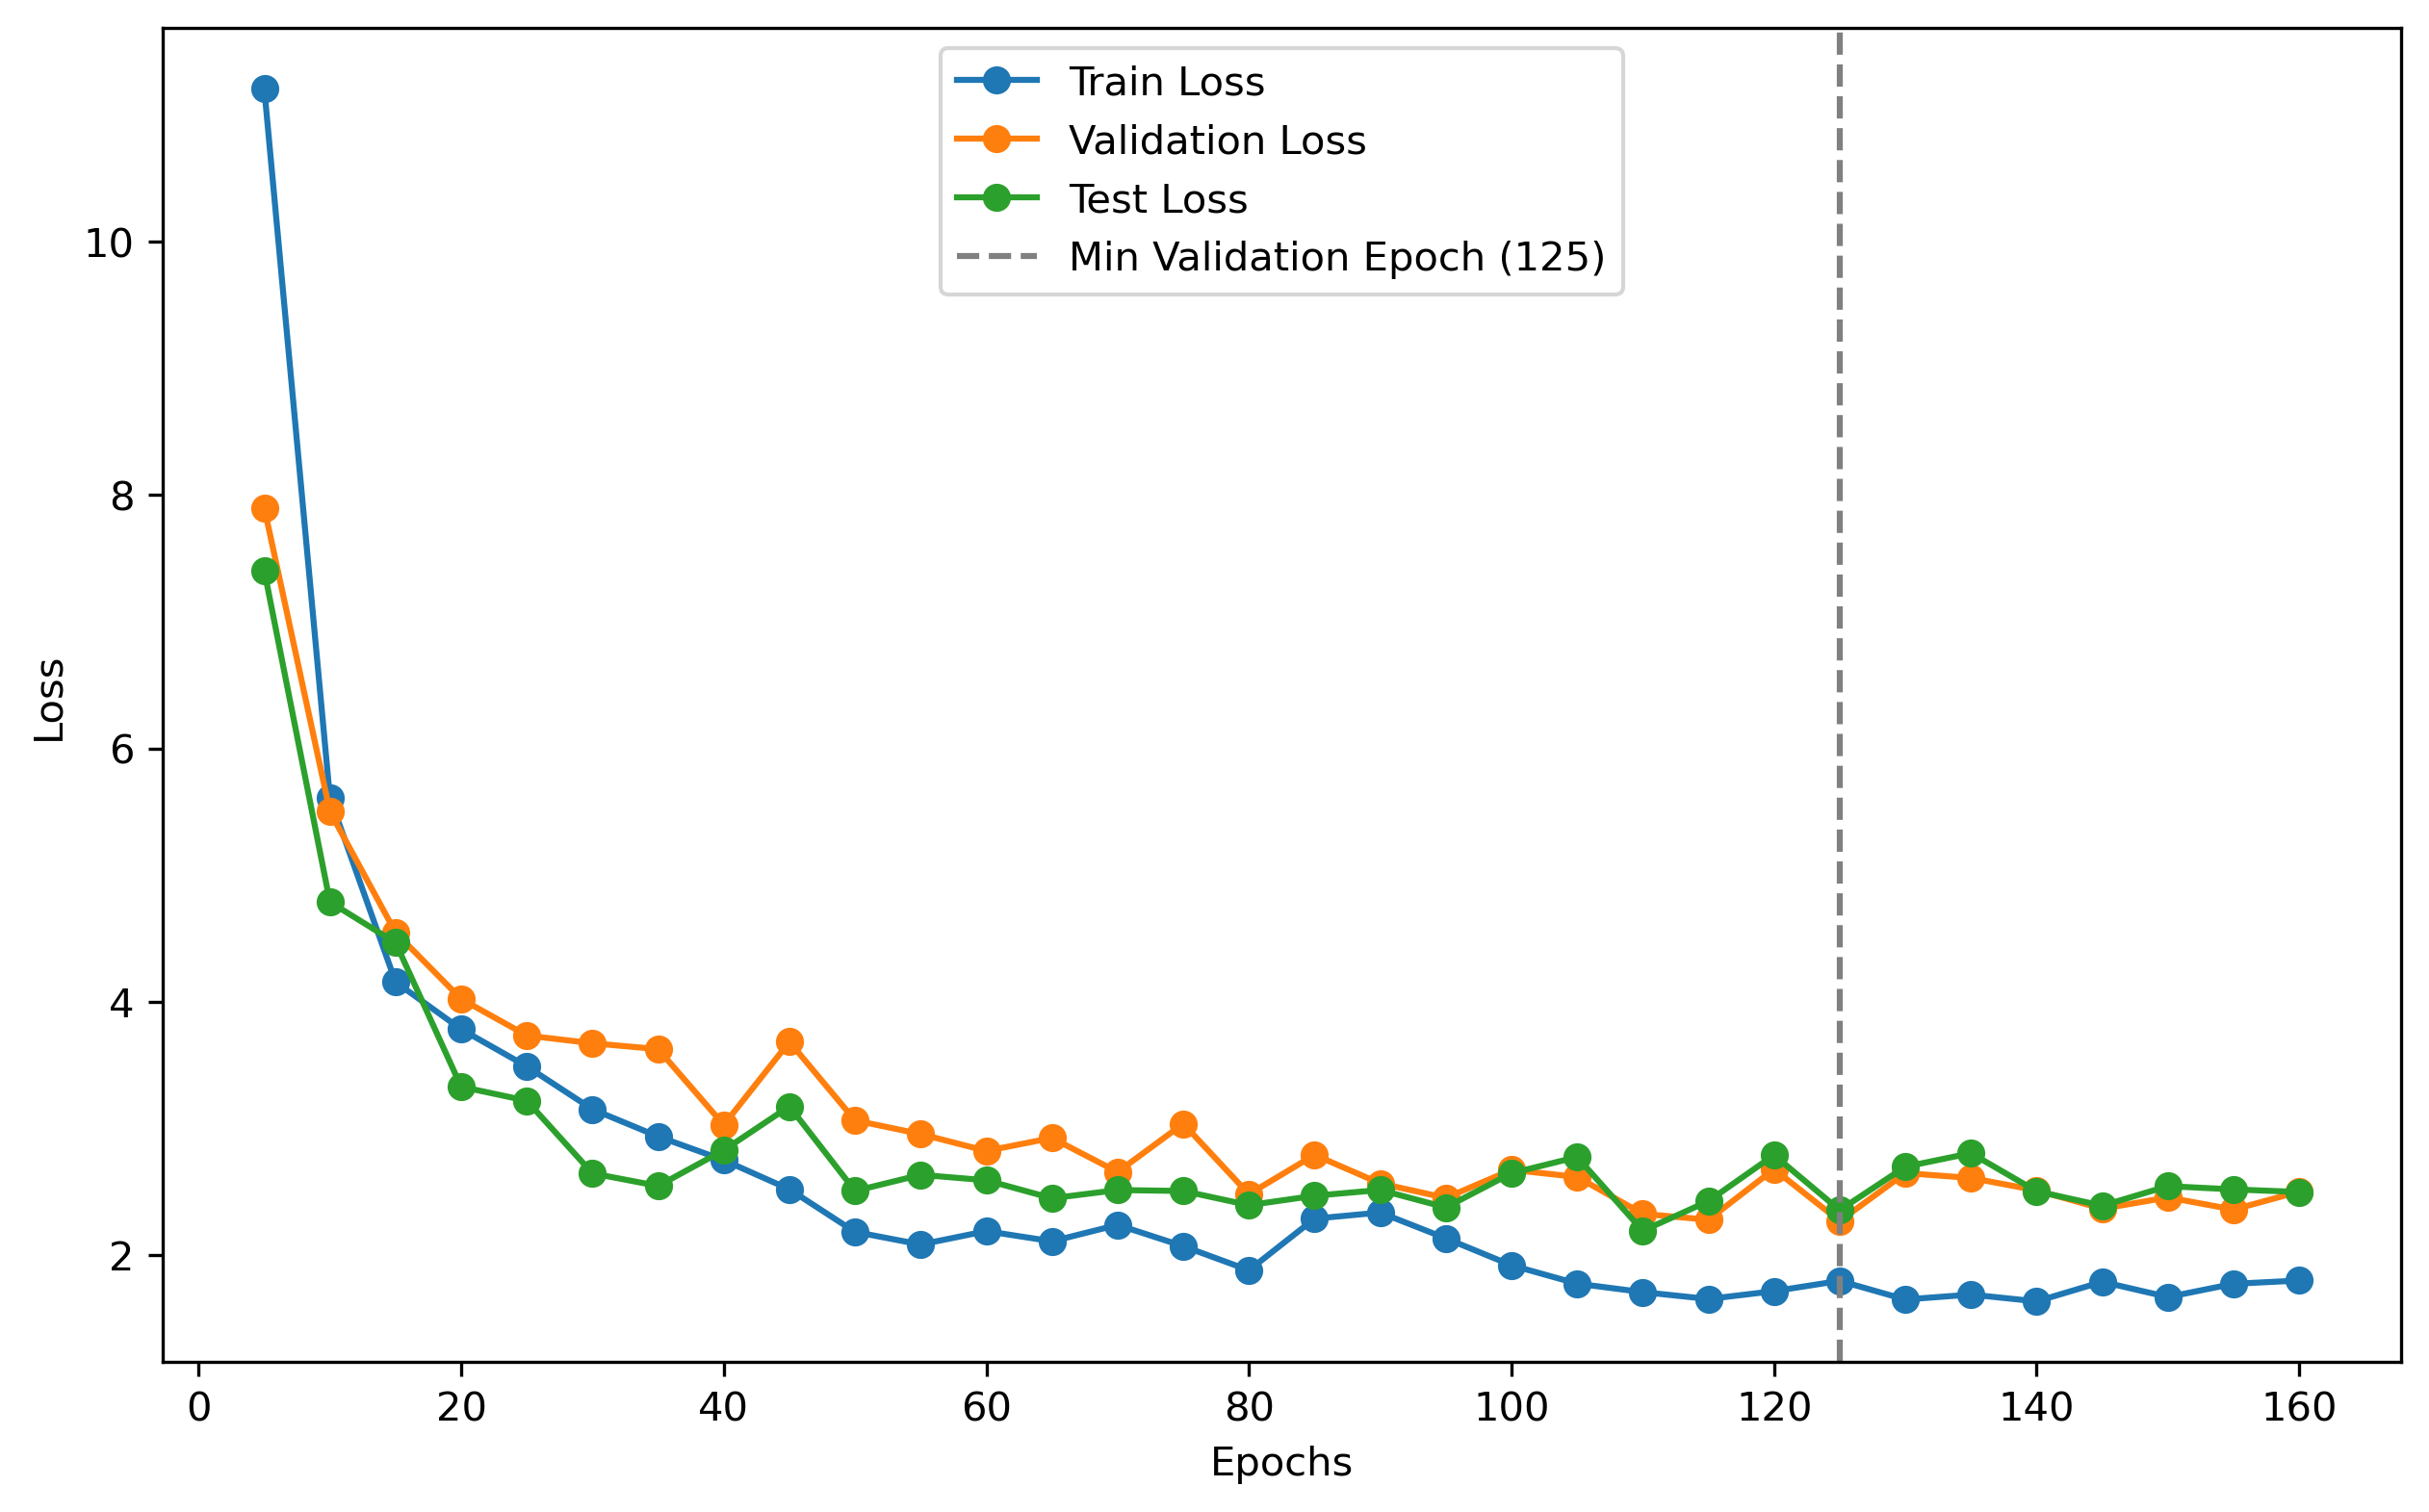 Train Loss
Validation Loss
Test Loss
Min Validation Epoch (125)
10
8
6
4
2
Loss
0 20 40 60 80 100 120 140 160
Epochs